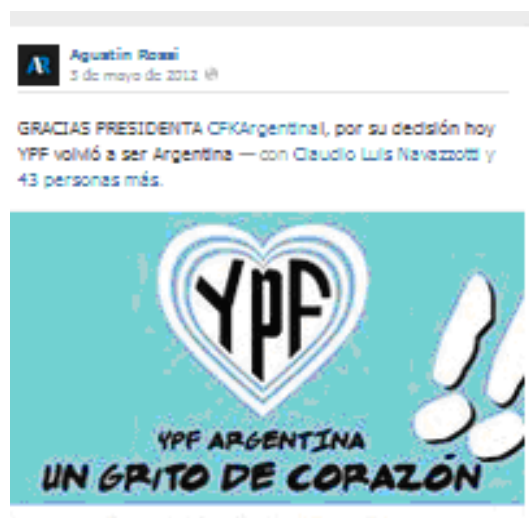 Agustin Rossi
3 de mayo de 2012
GRACIAS PRESIDENTA CFKArgentina!, por su decisión hoy
YPF volvió a ser Argentina — con Claudio Luis Navazzotti y
43 personas más.
YPF
!!
YPF ARGENTINA
UN GRITO DE CORAZÓN